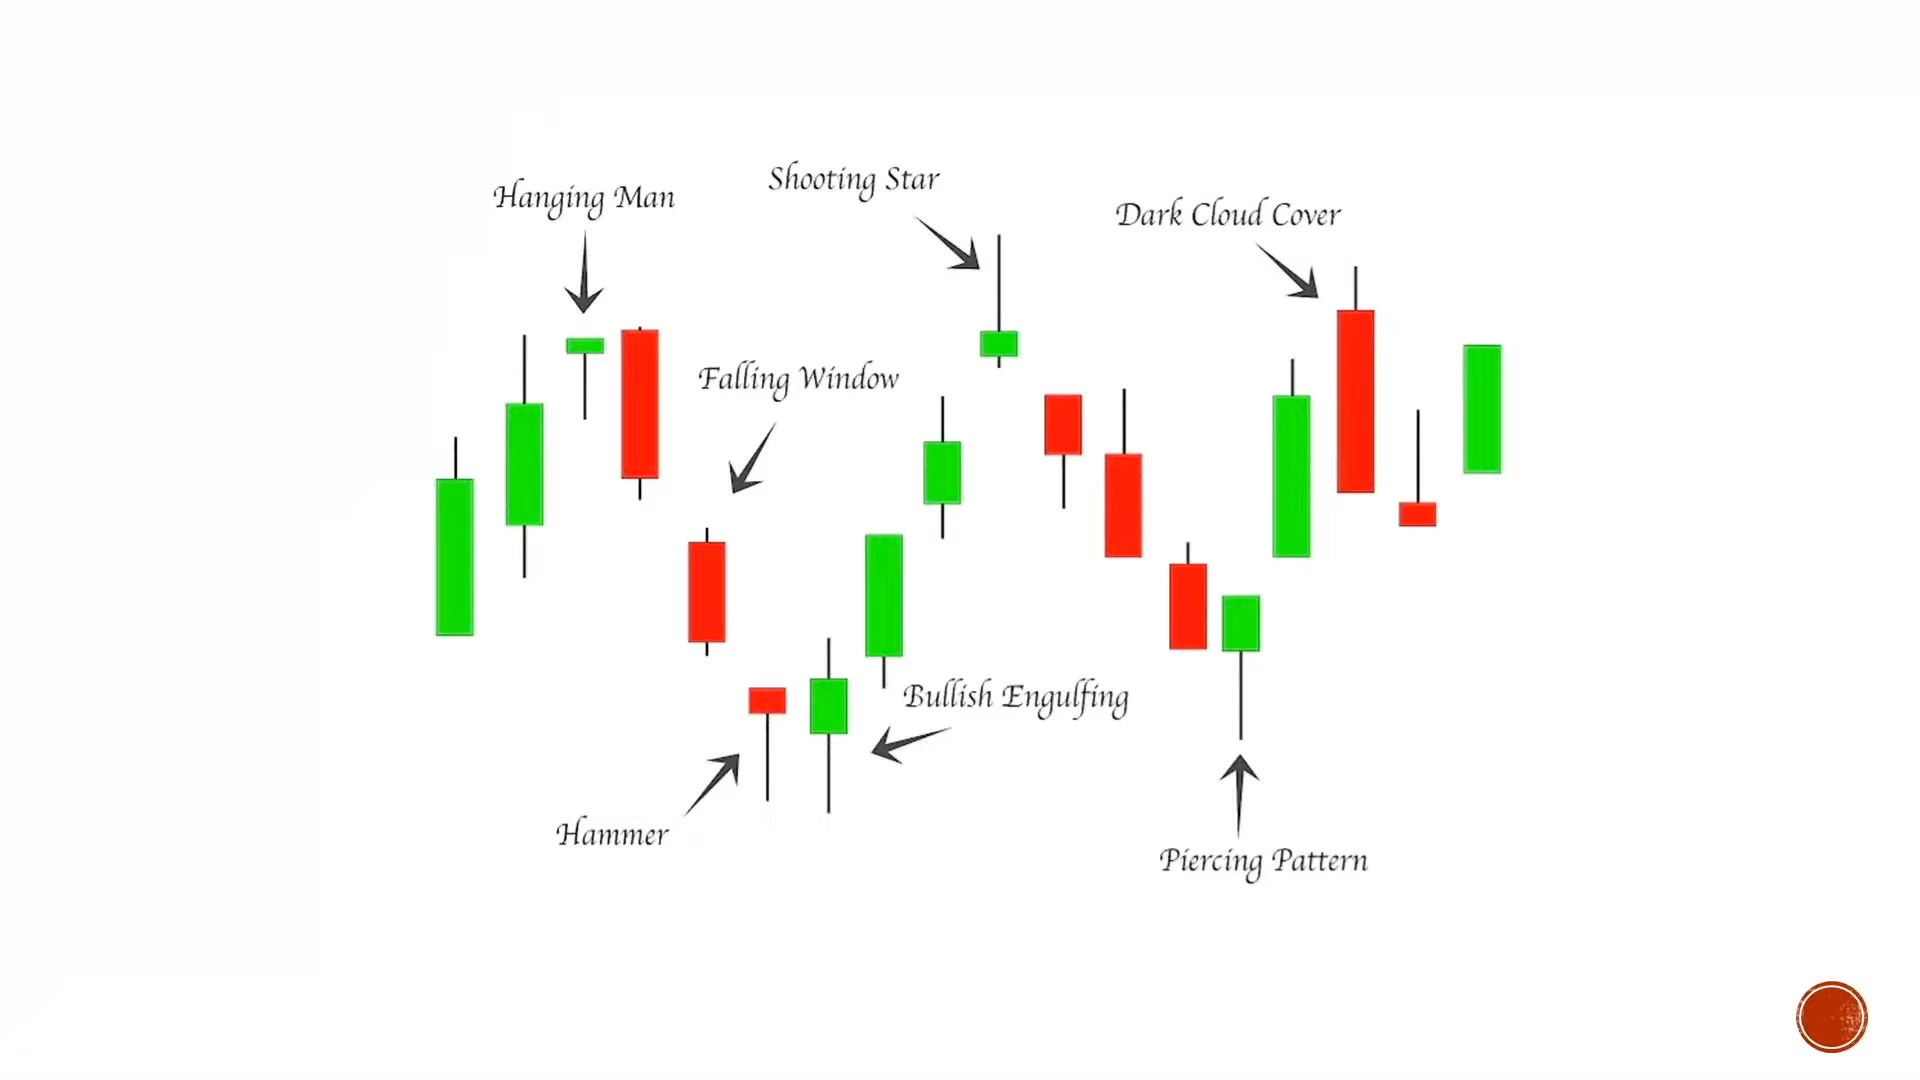 Shooting Star
Hanging Man
Dark Cloud Cover
Falling Window
Bullish Engulfing
Hammer
Piercing Pattern